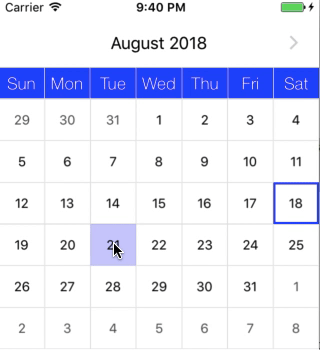 Carrier 9:40 PM
August 2018
Sun Mon Tue Wed Thu Fri Sat
29 30 31 1 2 3 4
5 6 7 8 9 10 11
12 13 14 15 16 17 18
19 20 21 22 23 24 25
26 27 28 29 30 31 1
2 3 4 5 6 7 8